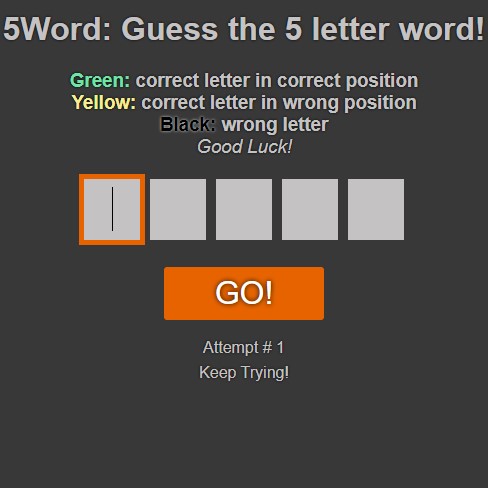 5Word: Guess the 5 letter word!
Green: correct letter in correct position
Yellow: correct letter in wrong position
Black: wrong letter
Good Luck!
GO!
Attempt # 1
Keep Trying!